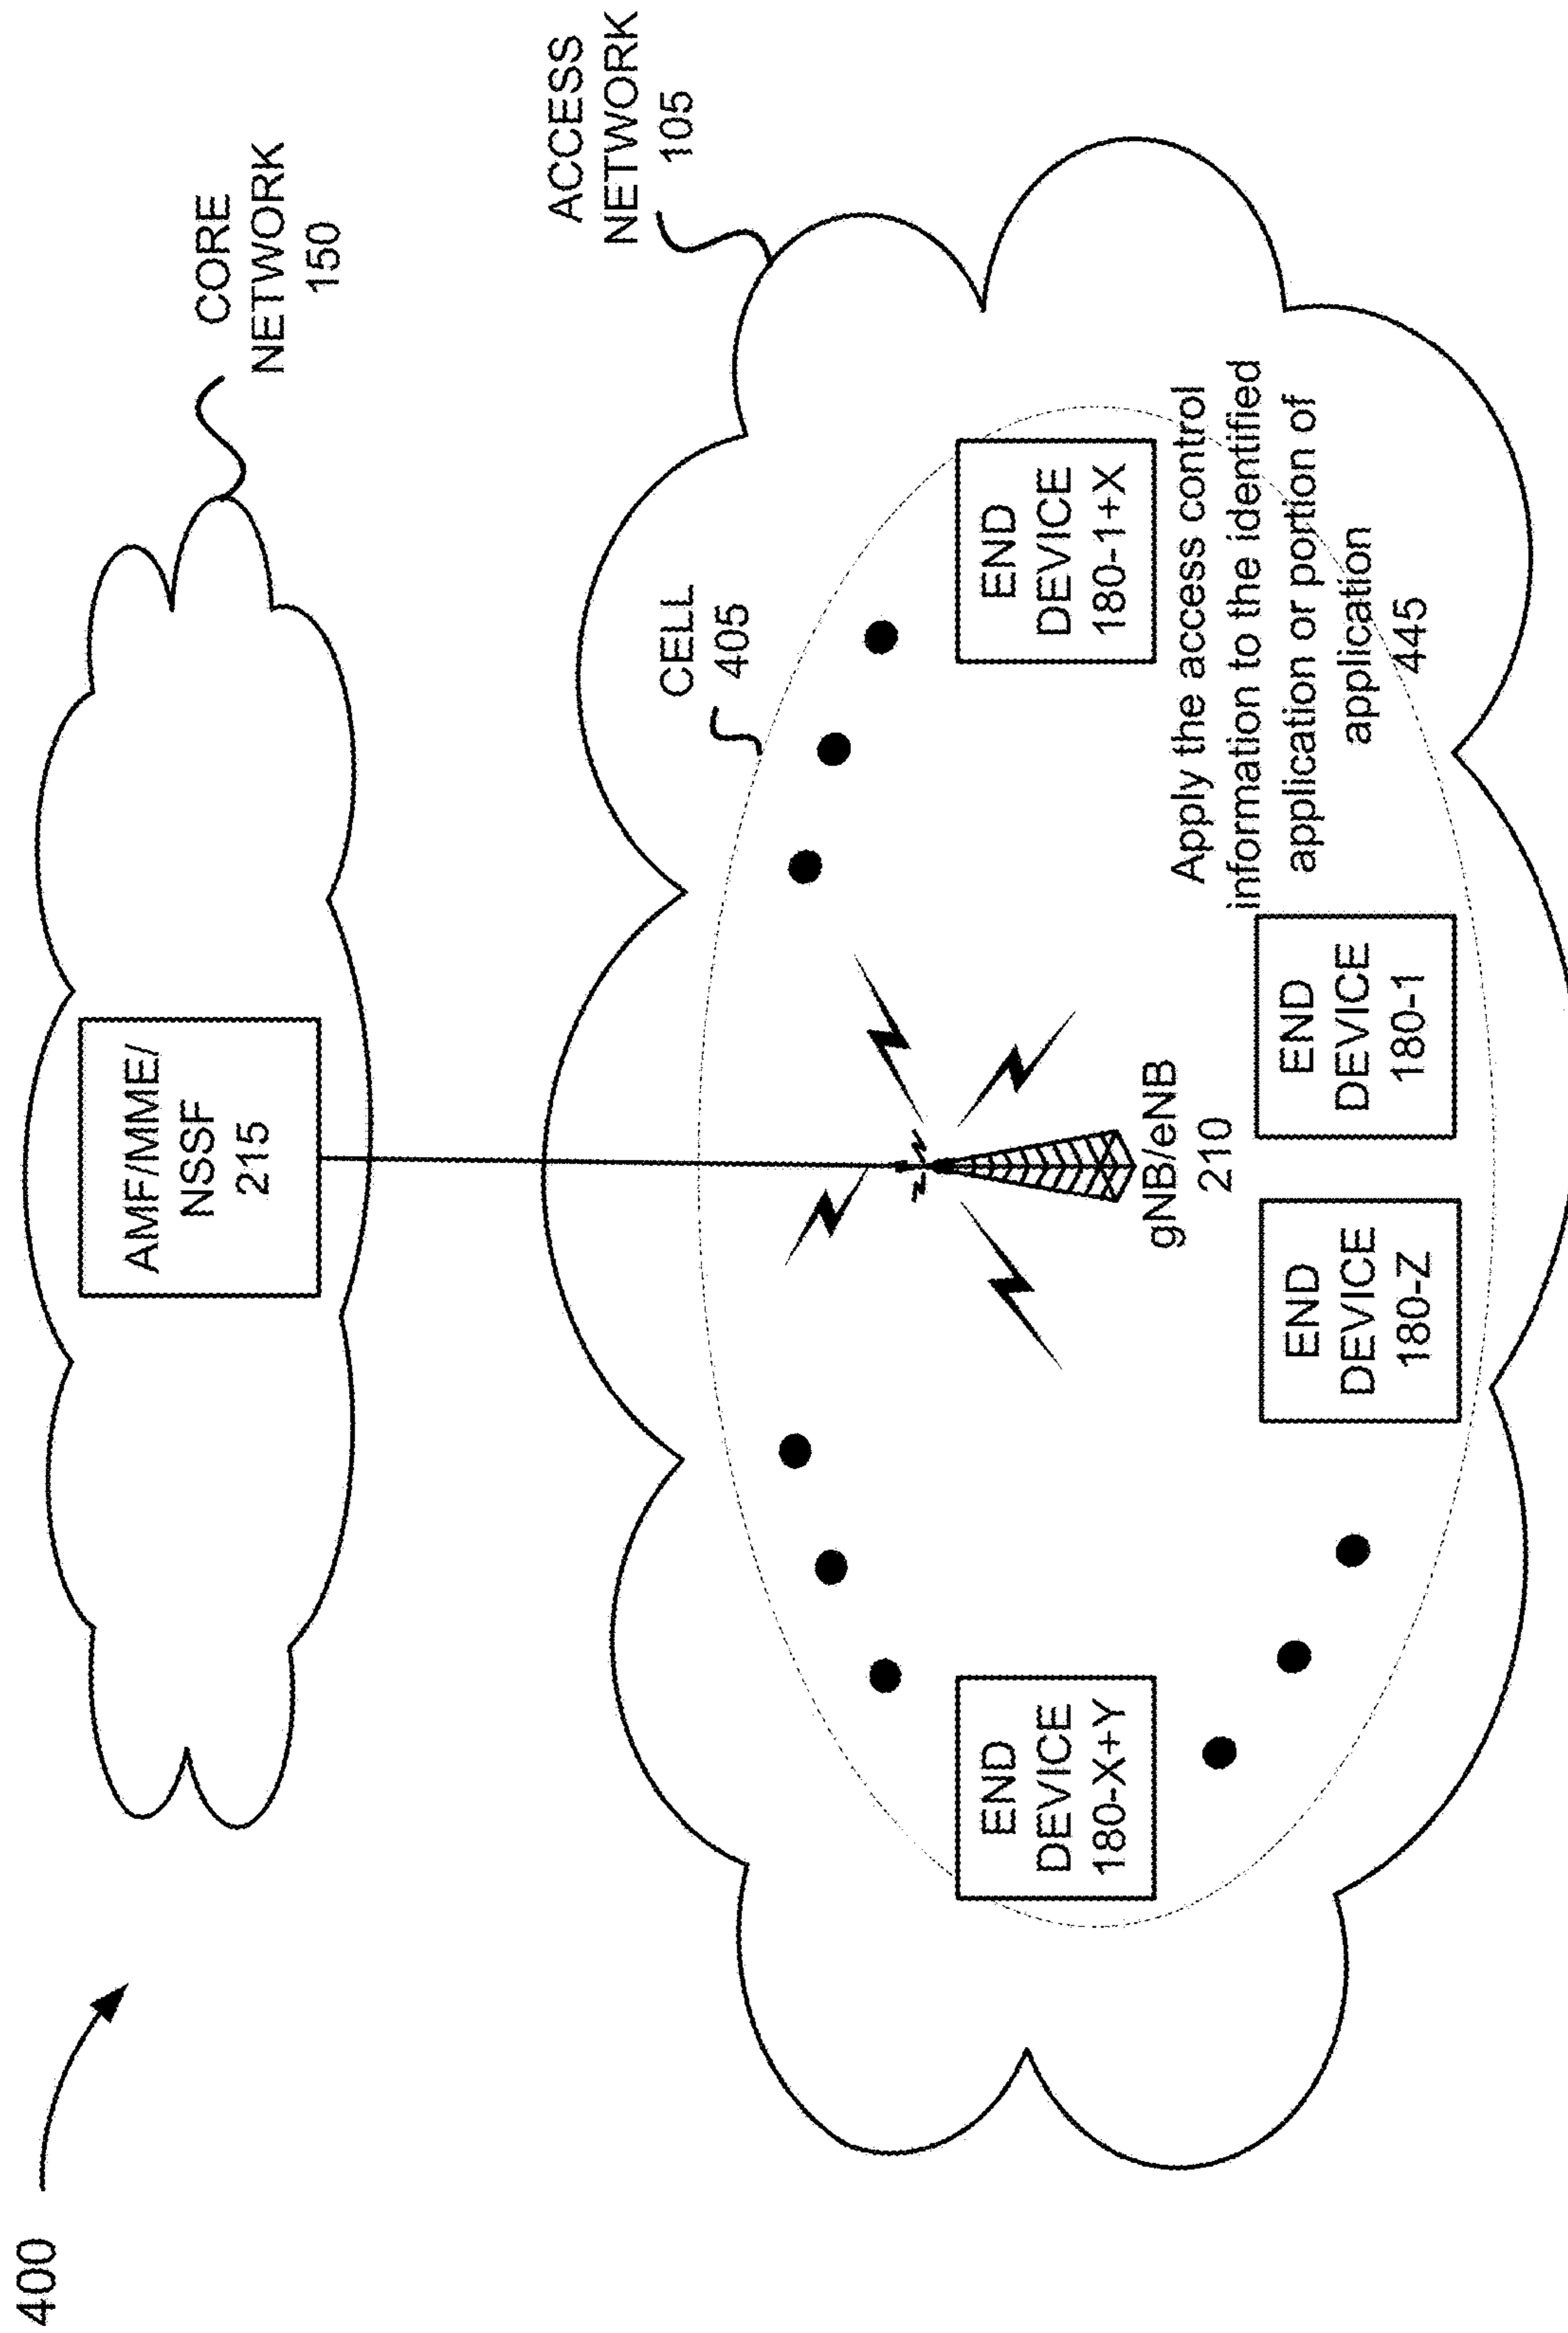 400
CORE
NETWORK
150
AMF/MME/
NSSF
215
ACCESS
NETWORK
105
CELL
405
END
DEVICE
180-X+Y
END
DEVICE
180-1+X
gNB/eNB
210
END
DEVICE
180-Z
END
DEVICE
180-1
Apply the access control
information to the identified
application or portion of
application
445